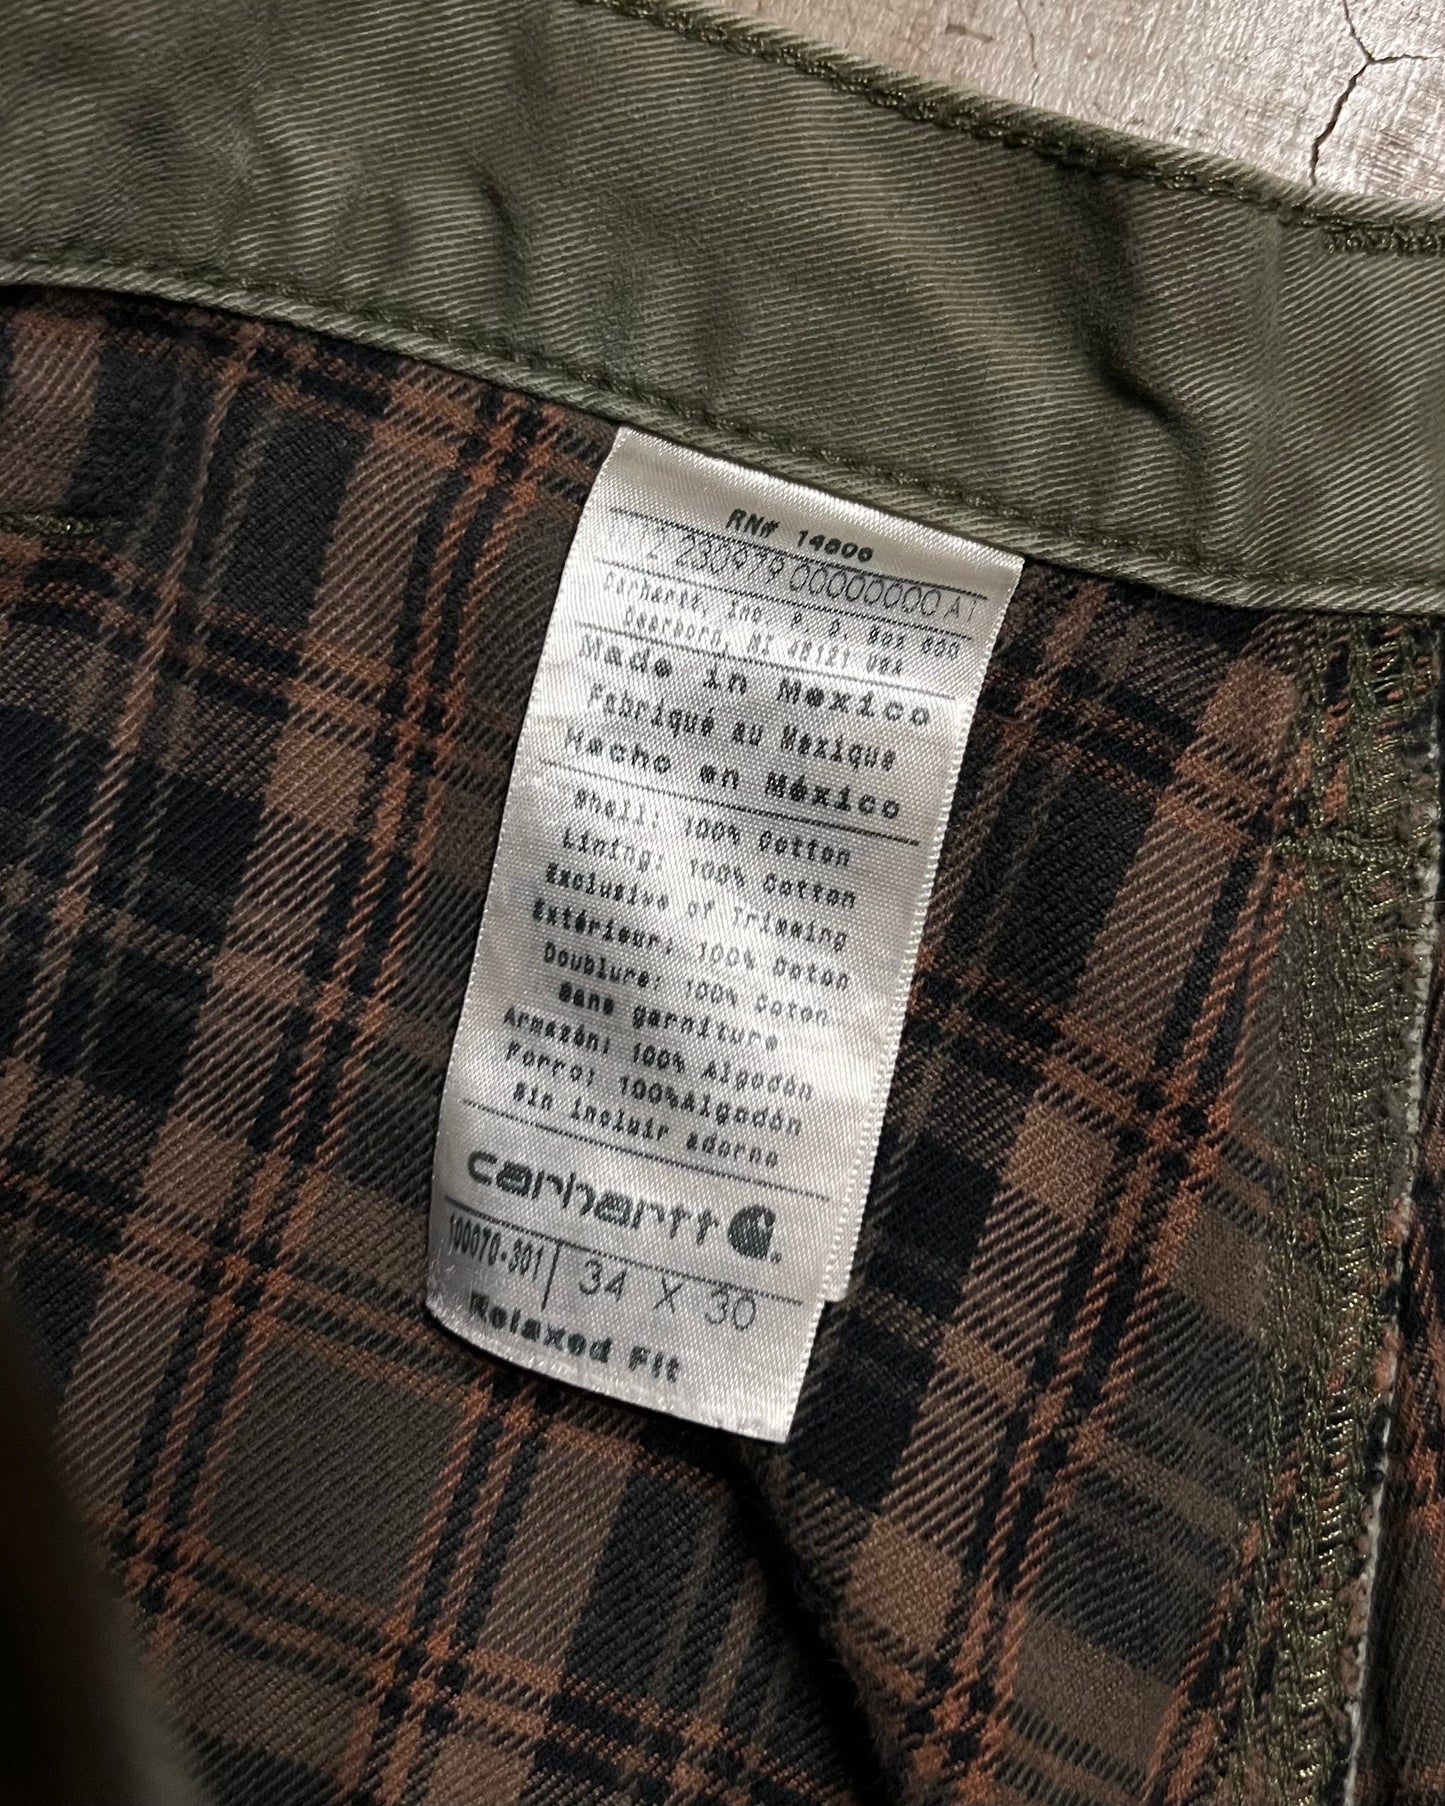 RN# 14806
Z 230979 00000000 A1
Carhartt, Inc. P. O. Box 600
Dearborn, MI 48121 USA
Made in Mexico
Fabriqué au Mexique
Hecho en México
Shell: 100% Cotton
Lining: 100% Cotton
Exclusive of Trimming
Extérieur: 100% Coton
Doublure: 100% Coton
Sans garniture
Armazón: 100% Algodón
Forro: 100%Algodón
Sin incluir adorno
carhartt
100070-301 34 X 30
Relaxed Fit